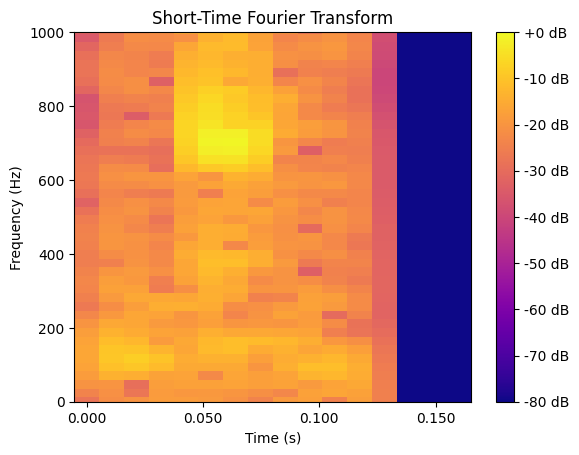 Short-Time Fourier Transform
1000
800
600
400
200
0
Frequency (Hz)
0.000
0.050
0.100
0.150
Time (s)
+0 dB
-10 dB
-20 dB
-30 dB
-40 dB
-50 dB
-60 dB
-70 dB
-80 dB